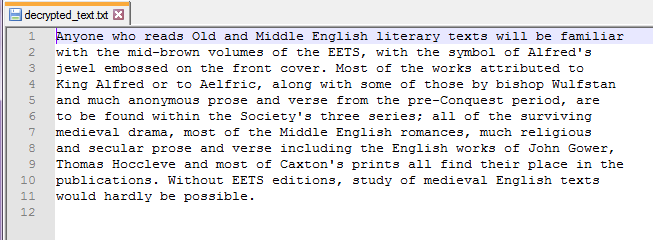 decrypted_text.txt
1 Anyone who reads Old and Middle English literary texts will be familiar
2 with the mid-brown volumes of the EETS, with the symbol of Alfred's
3 jewel embossed on the front cover. Most of the works attributed to
4 King Alfred or to Aelfric, along with some of those by bishop Wulfstan
5 and much anonymous prose and verse from the pre-Conquest period, are
6 to be found within the Society's three series; all of the surviving
7 medieval drama, most of the Middle English romances, much religious
8 and secular prose and verse including the English works of John Gower,
9 Thomas Hoccleve and most of Caxton's prints all find their place in the
10 publications. Without EETS editions, study of medieval English texts
11 would hardly be possible.
12